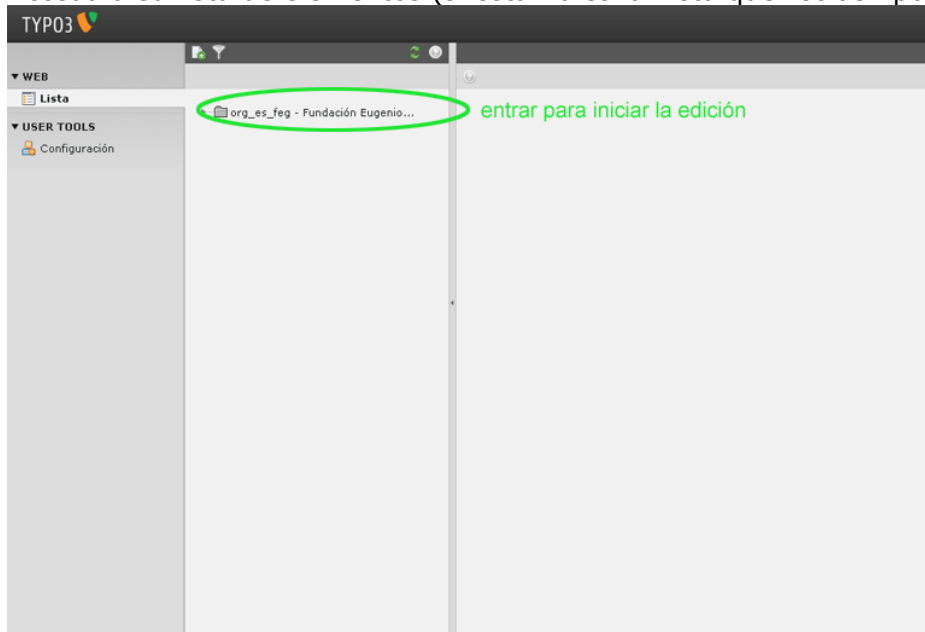 TYPO3
WEB
Lista
org_es_feg - Fundación Eugenio...
entrar para iniciar la edición
USER TOOLS
Configuración